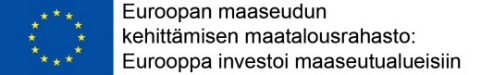 Euroopan maaseudun
kehittämisen maatalousrahasto:
Eurooppa investoi maaseutualueisiin